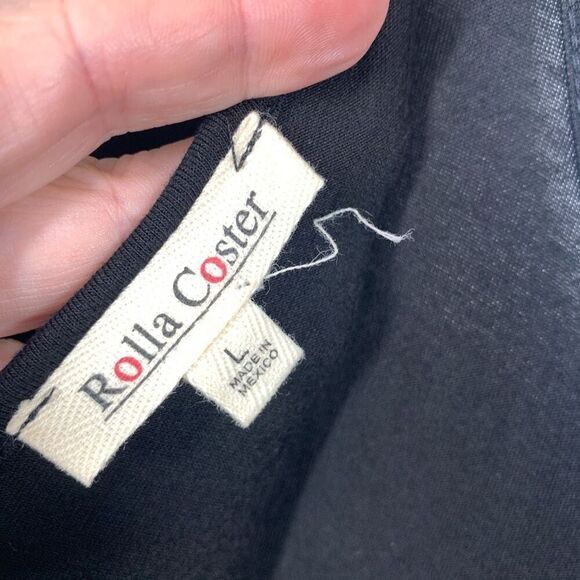 Rolla Coster
L
MADE IN
MEXICO